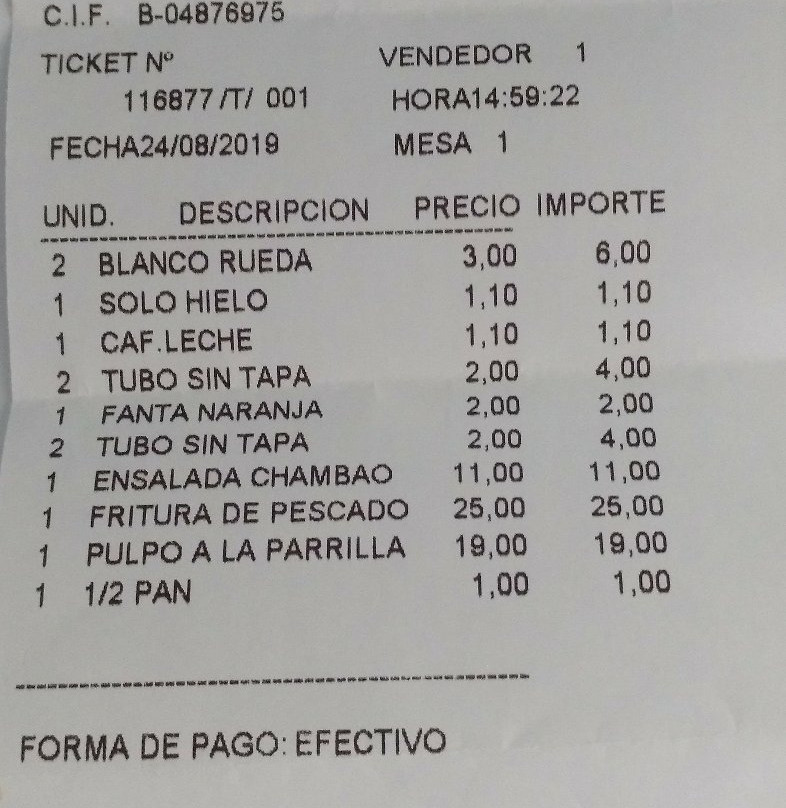 C.I.F. B-04876975
TICKET Nº VENDEDOR 1
116877 /T/ 001 HORA14:59:22
FECHA24/08/2019 MESA 1
UNID. DESCRIPCION PRECIO IMPORTE
2 BLANCO RUEDA 3,00 6,00
1 SOLO HIELO 1,10 1,10
1 CAF.LECHE 1,10 1,10
2 TUBO SIN TAPA 2,00 4,00
1 FANTA NARANJA 2,00 2,00
2 TUBO SIN TAPA 2,00 4,00
1 ENSALADA CHAMBAO 11,00 11,00
1 FRITURA DE PESCADO 25,00 25,00
1 PULPO A LA PARRILLA 19,00 19,00
1 1/2 PAN 1,00 1,00
FORMA DE PAGO: EFECTIVO